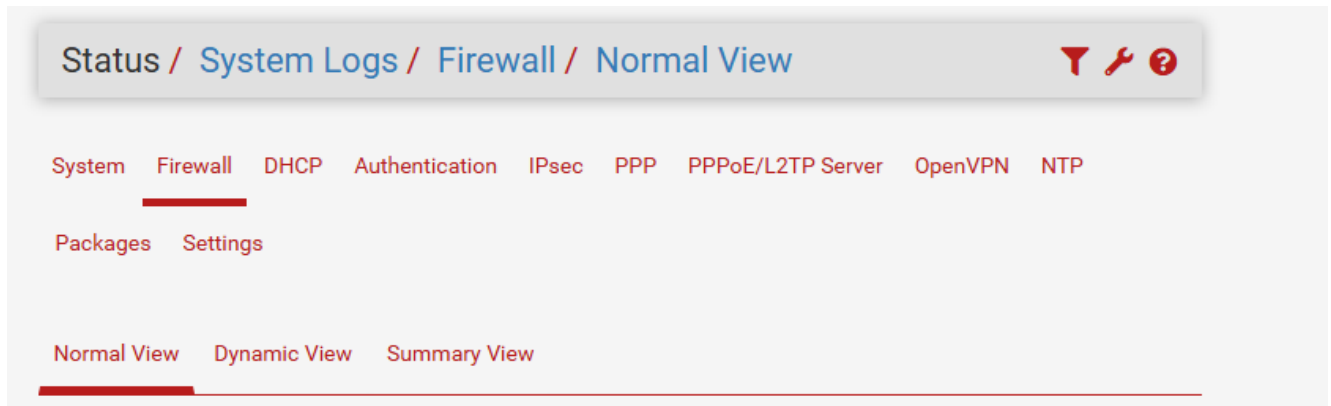 Status / System Logs / Firewall / Normal View
System Firewall DHCP Authentication IPsec PPP PPPoE/L2TP Server OpenVPN NTP
Packages Settings
Normal View Dynamic View Summary View